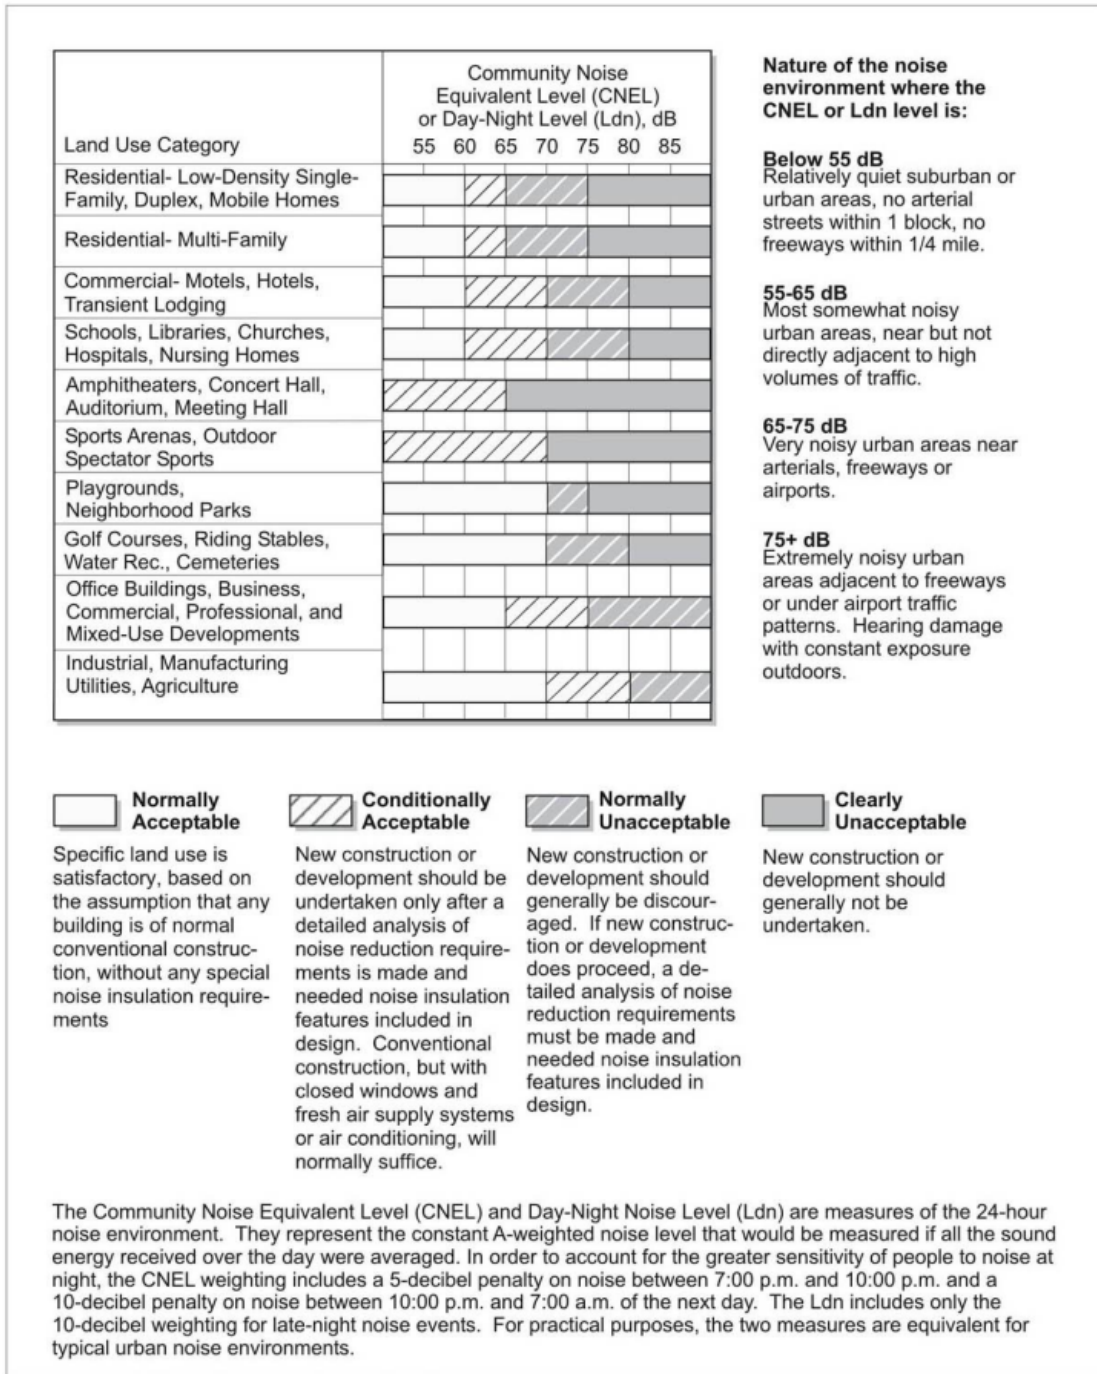 Community Noise
Equivalent Level (CNEL)
or Day-Night Level (Ldn), dB
Land Use Category
55 60 65 70 75 80 85
Residential- Low-Density Single-
Family, Duplex, Mobile Homes
Residential- Multi-Family
Commercial- Motels, Hotels,
Transient Lodging
Schools, Libraries, Churches,
Hospitals, Nursing Homes
Amphitheaters, Concert Hall,
Auditorium, Meeting Hall
Sports Arenas, Outdoor
Spectator Sports
Playgrounds,
Neighborhood Parks
Golf Courses, Riding Stables,
Water Rec., Cemeteries
Office Buildings, Business,
Commercial, Professional, and
Mixed-Use Developments
Industrial, Manufacturing
Utilities, Agriculture
Nature of the noise
environment where the
CNEL or Ldn level is:
Below 55 dB
Relatively quiet suburban or
urban areas, no arterial
streets within 1 block, no
freeways within 1/4 mile.
55-65 dB
Most somewhat noisy
urban areas, near but not
directly adjacent to high
volumes of traffic.
65-75 dB
Very noisy urban areas near
arterials, freeways or
airports.
75+ dB
Extremely noisy urban
areas adjacent to freeways
or under airport traffic
patterns. Hearing damage
with constant exposure
outdoors.
Normally
Acceptable
Specific land use is
satisfactory, based on
the assumption that any
building is of normal
conventional construc-
tion, without any special
noise insulation require-
ments
Conditionally
Acceptable
New construction or
development should be
undertaken only after a
detailed analysis of
noise reduction require-
ments is made and
needed noise insulation
features included in
design. Conventional
construction, but with
closed windows and
fresh air supply systems
or air conditioning, will
normally suffice.
Normally
Unacceptable
New construction or
development should
generally be discour-
aged. If new construc-
tion or development
does proceed, a de-
tailed analysis of noise
reduction requirements
must be made and
needed noise insulation
features included in
design.
Clearly
Unacceptable
New construction or
development should
generally not be
undertaken.
The Community Noise Equivalent Level (CNEL) and Day-Night Noise Level (Ldn) are measures of the 24-hour
noise environment. They represent the constant A-weighted noise level that would be measured if all the sound
energy received over the day were averaged. In order to account for the greater sensitivity of people to noise at
night, the CNEL weighting includes a 5-decibel penalty on noise between 7:00 p.m. and 10:00 p.m. and a
10-decibel penalty on noise between 10:00 p.m. and 7:00 a.m. of the next day. The Ldn includes only the
10-decibel weighting for late-night noise events. For practical purposes, the two measures are equivalent for
typical urban noise environments.